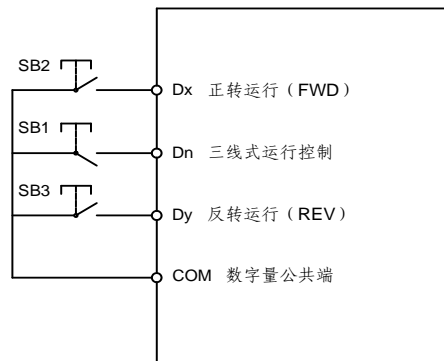 SB2
Dx 正转运行（FWD）
SB1
Dn 三线式运行控制
SB3
Dy 反转运行（REV）
COM 数字量公共端